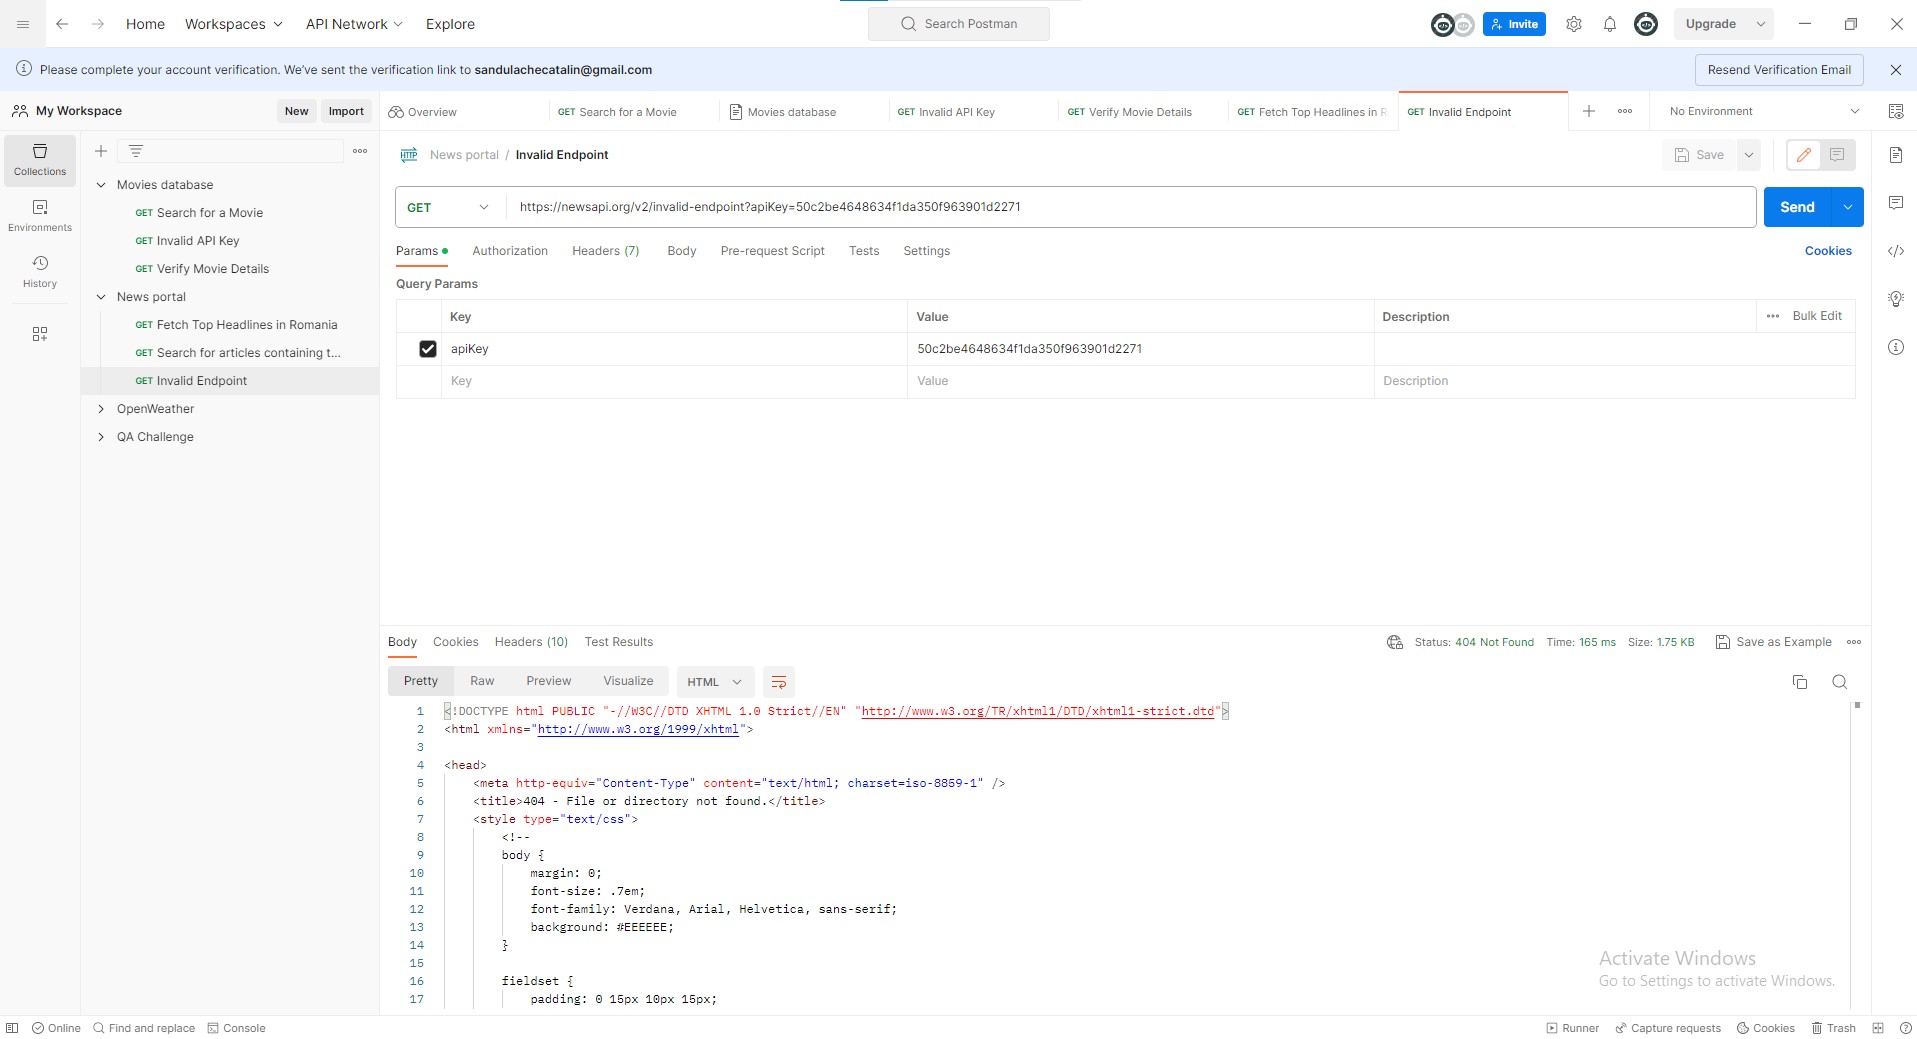 Home Workspaces API Network Explore Search Postman Invite Upgrade
Please complete your account verification. We've sent the verification link to sandulachecatalin@gmail.com Resend Verification Email
My Workspace New Import Overview GET Search for a Movie Movies database GET Invalid API Key GET Verify Movie Details GET Fetch Top Headlines in R GET Invalid Endpoint No Environment
Collections
Environments
History
Movies database
GET Search for a Movie
GET Invalid API Key
GET Verify Movie Details
News portal
GET Fetch Top Headlines in Romania
GET Search for articles containing t...
GET Invalid Endpoint
OpenWeather
QA Challenge
HTTP News portal / Invalid Endpoint Save
GET https://newsapi.org/v2/invalid-endpoint?apiKey=50c2be4648634f1da350f963901d2271 Send
Params Authorization Headers (7) Body Pre-request Script Tests Settings Cookies
Query Params
Key Value Description Bulk Edit
apiKey 50c2be4648634f1da350f963901d2271
Key Value Description
Body Cookies Headers (10) Test Results Status: 404 Not Found Time: 165 ms Size: 1.75 KB Save as Example
Pretty Raw Preview Visualize HTML
1 <!DOCTYPE html PUBLIC "-//W3C//DTD XHTML 1.0 Strict//EN" "http://www.w3.org/TR/xhtml1/DTD/xhtml1-strict.dtd">
2 <html xmlns="http://www.w3.org/1999/xhtml">
3
4 <head>
5 <meta http-equiv="Content-Type" content="text/html; charset=iso-8859-1" />
6 <title>404 - File or directory not found.</title>
7 <style type="text/css">
8 <!--
9 body {
10 margin: 0;
11 font-size: .7em;
12 font-family: Verdana, Arial, Helvetica, sans-serif;
13 background: #EEEEEE;
14 }
15
16 fieldset {
17 padding: 0 15px 10px 15px;
Activate Windows
Go to Settings to activate Windows.
Online Find and replace Console Runner Capture requests Cookies Trash